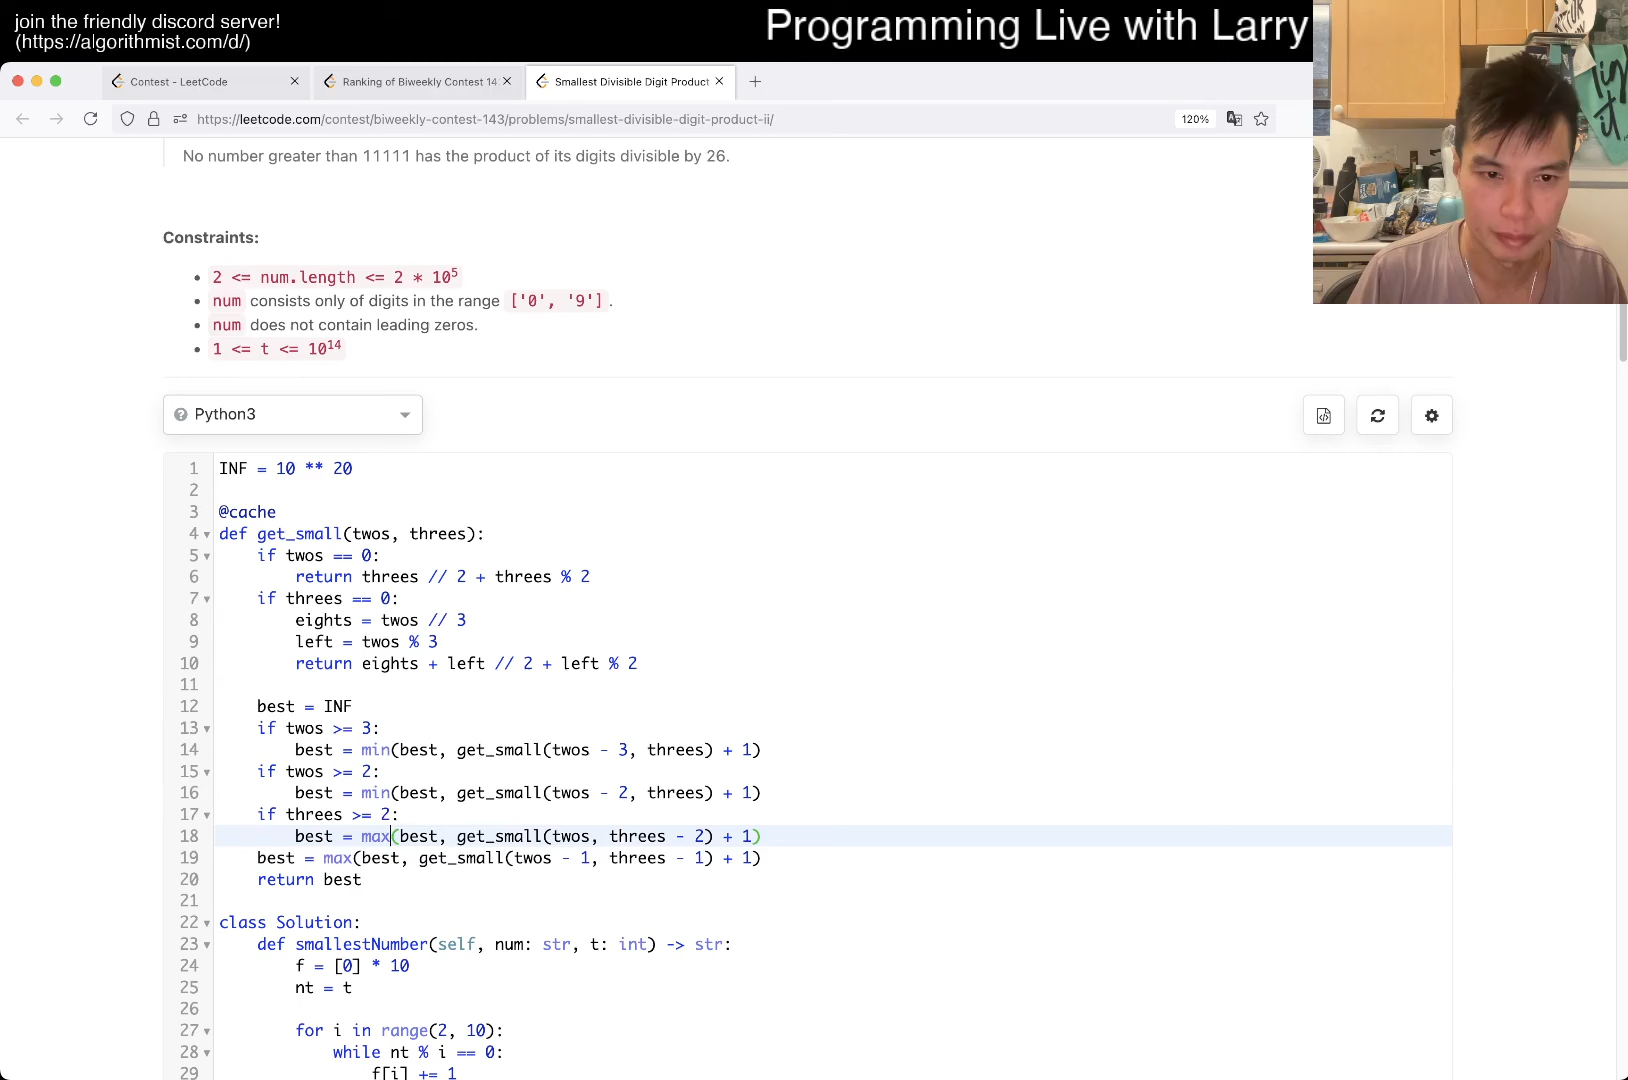 join the friendly discord server!
(https://algorithmist.com/d/)
Programming Live with Larry
Contest - LeetCode
Ranking of Biweekly Contest 14
Smallest Divisible Digit Product
https://leetcode.com/contest/biweekly-contest-143/problems/smallest-divisible-digit-product-ii/
120%
No number greater than 11111 has the product of its digits divisible by 26.
Constraints:
• 2 <= num.length <= 2 * 10⁵
• num consists only of digits in the range ['0', '9'].
• num does not contain leading zeros.
• 1 <= t <= 10¹⁴
Python3
1 INF = 10 ** 20
2
3 @cache
4 def get_small(twos, threes):
5     if twos == 0:
6         return threes // 2 + threes % 2
7     if threes == 0:
8         eights = twos // 3
9         left = twos % 3
10         return eights + left // 2 + left % 2
11
12     best = INF
13     if twos >= 3:
14         best = min(best, get_small(twos - 3, threes) + 1)
15     if twos >= 2:
16         best = min(best, get_small(twos - 2, threes) + 1)
17     if threes >= 2:
18         best = max(best, get_small(twos, threes - 2) + 1)
19     best = max(best, get_small(twos - 1, threes - 1) + 1)
20     return best
21
22 class Solution:
23     def smallestNumber(self, num: str, t: int) -> str:
24         f = [0] * 10
25         nt = t
26
27         for i in range(2, 10):
28             while nt % i == 0:
29                 f[i] += 1